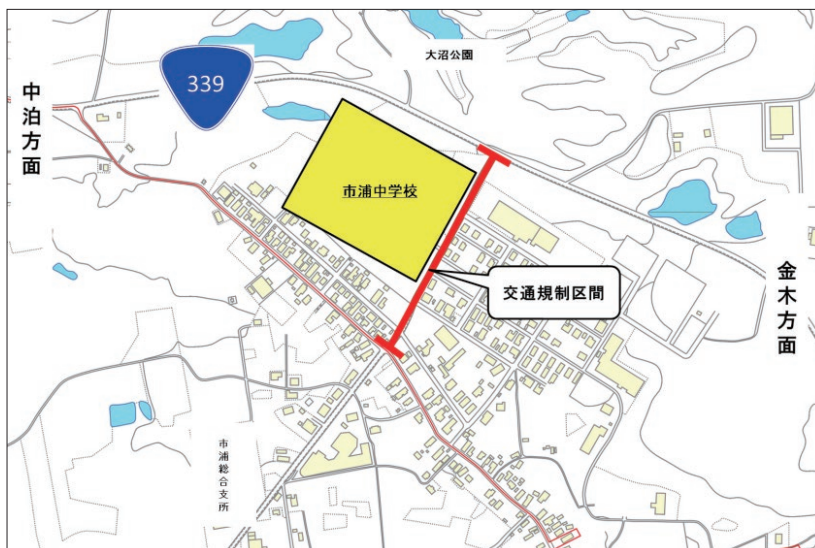 大沼公園
339
中泊方面
市浦中学校
金木方面
交通規制区間
市浦総合支所